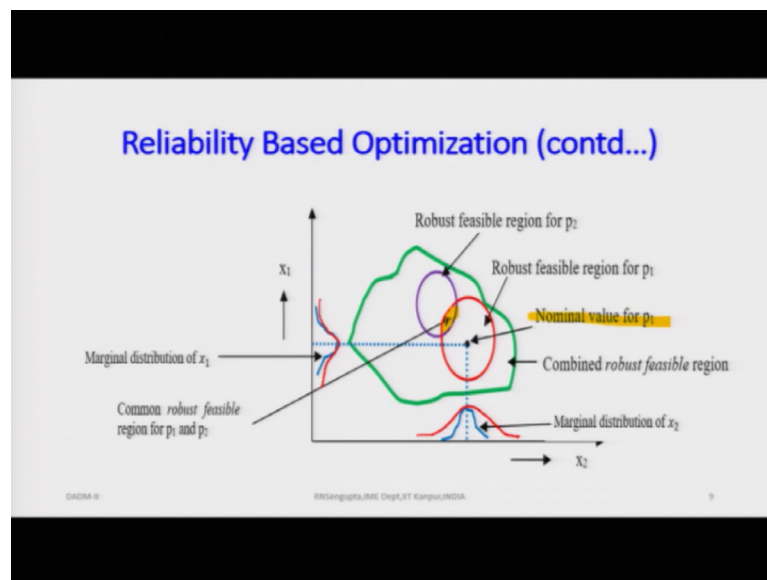 Reliability Based Optimization (contd...)
Robust feasible region for p2
x1
Robust feasible region for p1
Nominal value for p1
Marginal distribution of x1
Combined robust feasible region
Common robust feasible
region for p1 and p2
Marginal distribution of x2
x2
DADM-II
RNSengupta,IME Dept,IIT Kanpur,INDIA
9